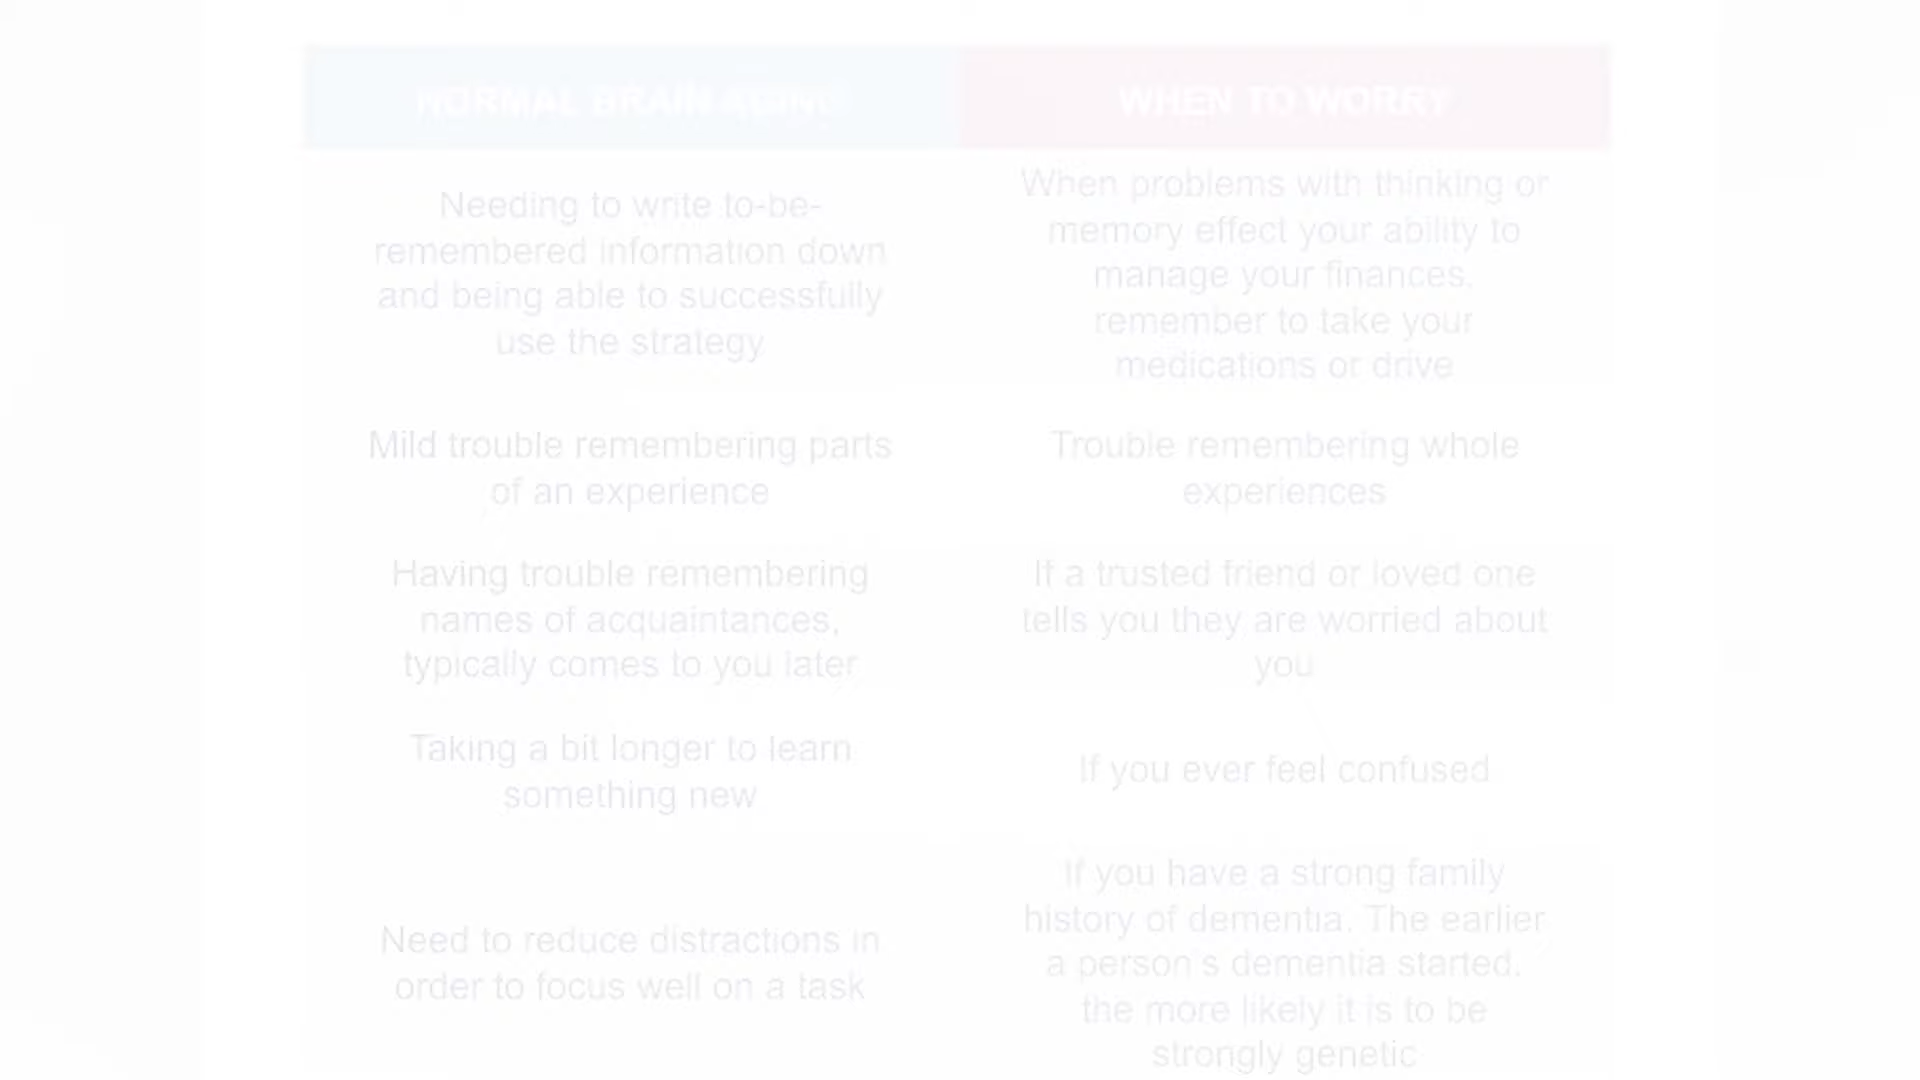 NORMAL BRAIN AGING
WHEN TO WORRY
Needing to write to-be-
remembered information down
and being able to successfully
use the strategy
When problems with thinking or
memory effect your ability to
manage your finances,
remember to take your
medications or drive
Mild trouble remembering parts
of an experience
Trouble remembering whole
experiences
Having trouble remembering
names of acquaintances,
typically comes to you later
If a trusted friend or loved one
tells you they are worried about
you
Taking a bit longer to learn
something new
If you ever feel confused
Need to reduce distractions in
order to focus well on a task
If you have a strong family
history of dementia. The earlier
a person's dementia started,
the more likely it is to be
strongly genetic